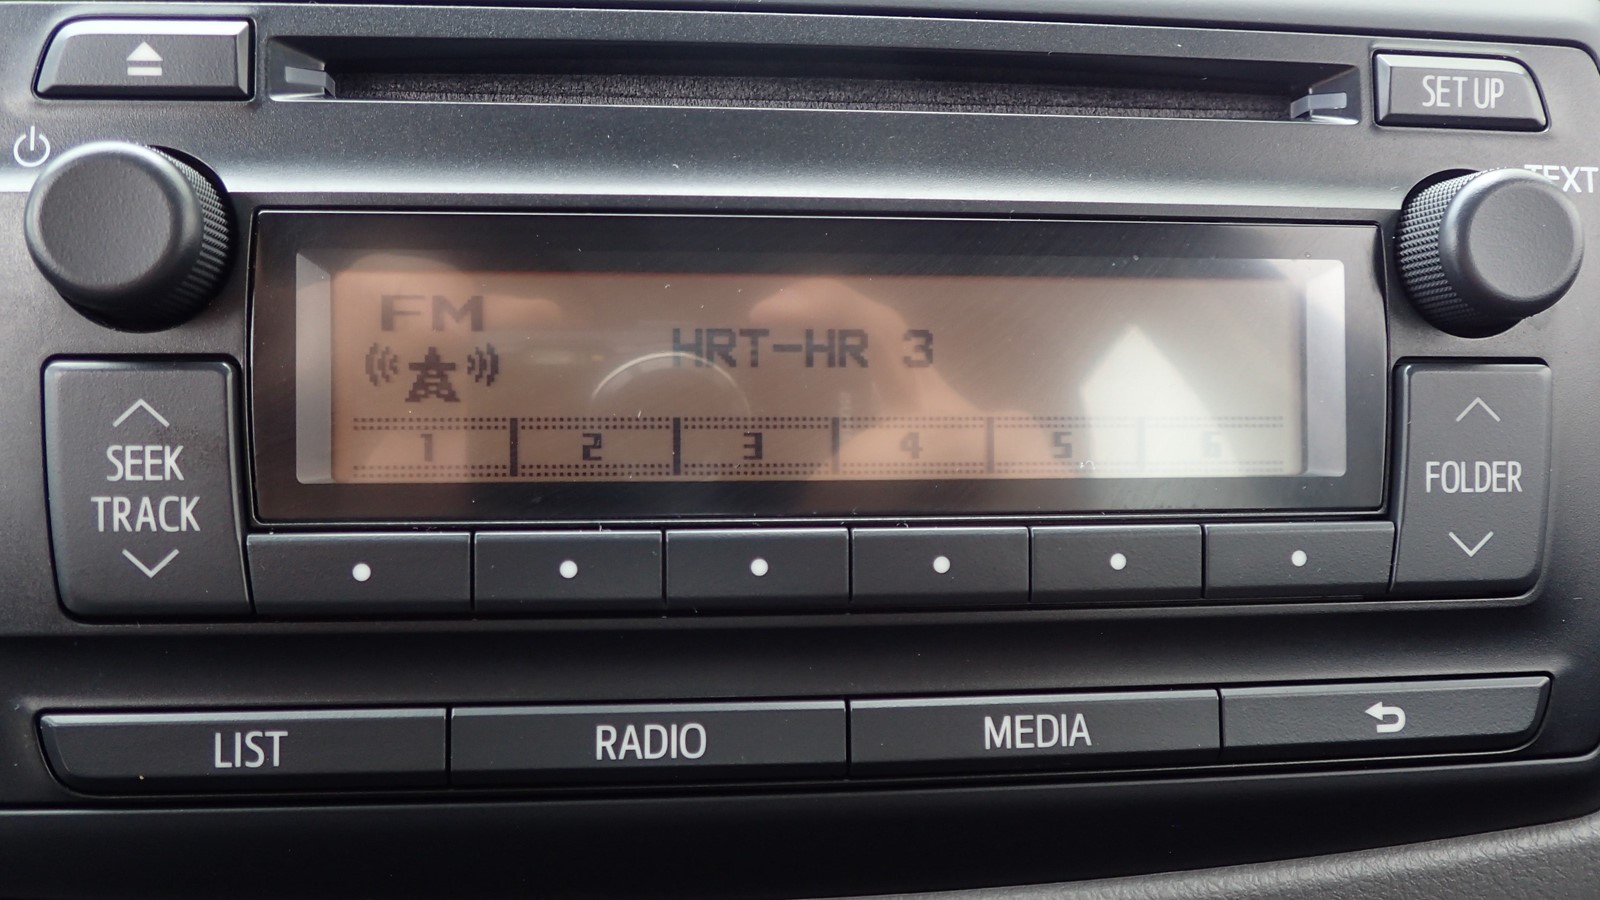 SET UP
TEXT
FM
HRT-HR 3
1 2 3 4 5 6
SEEK
TRACK
FOLDER
LIST
RADIO
MEDIA